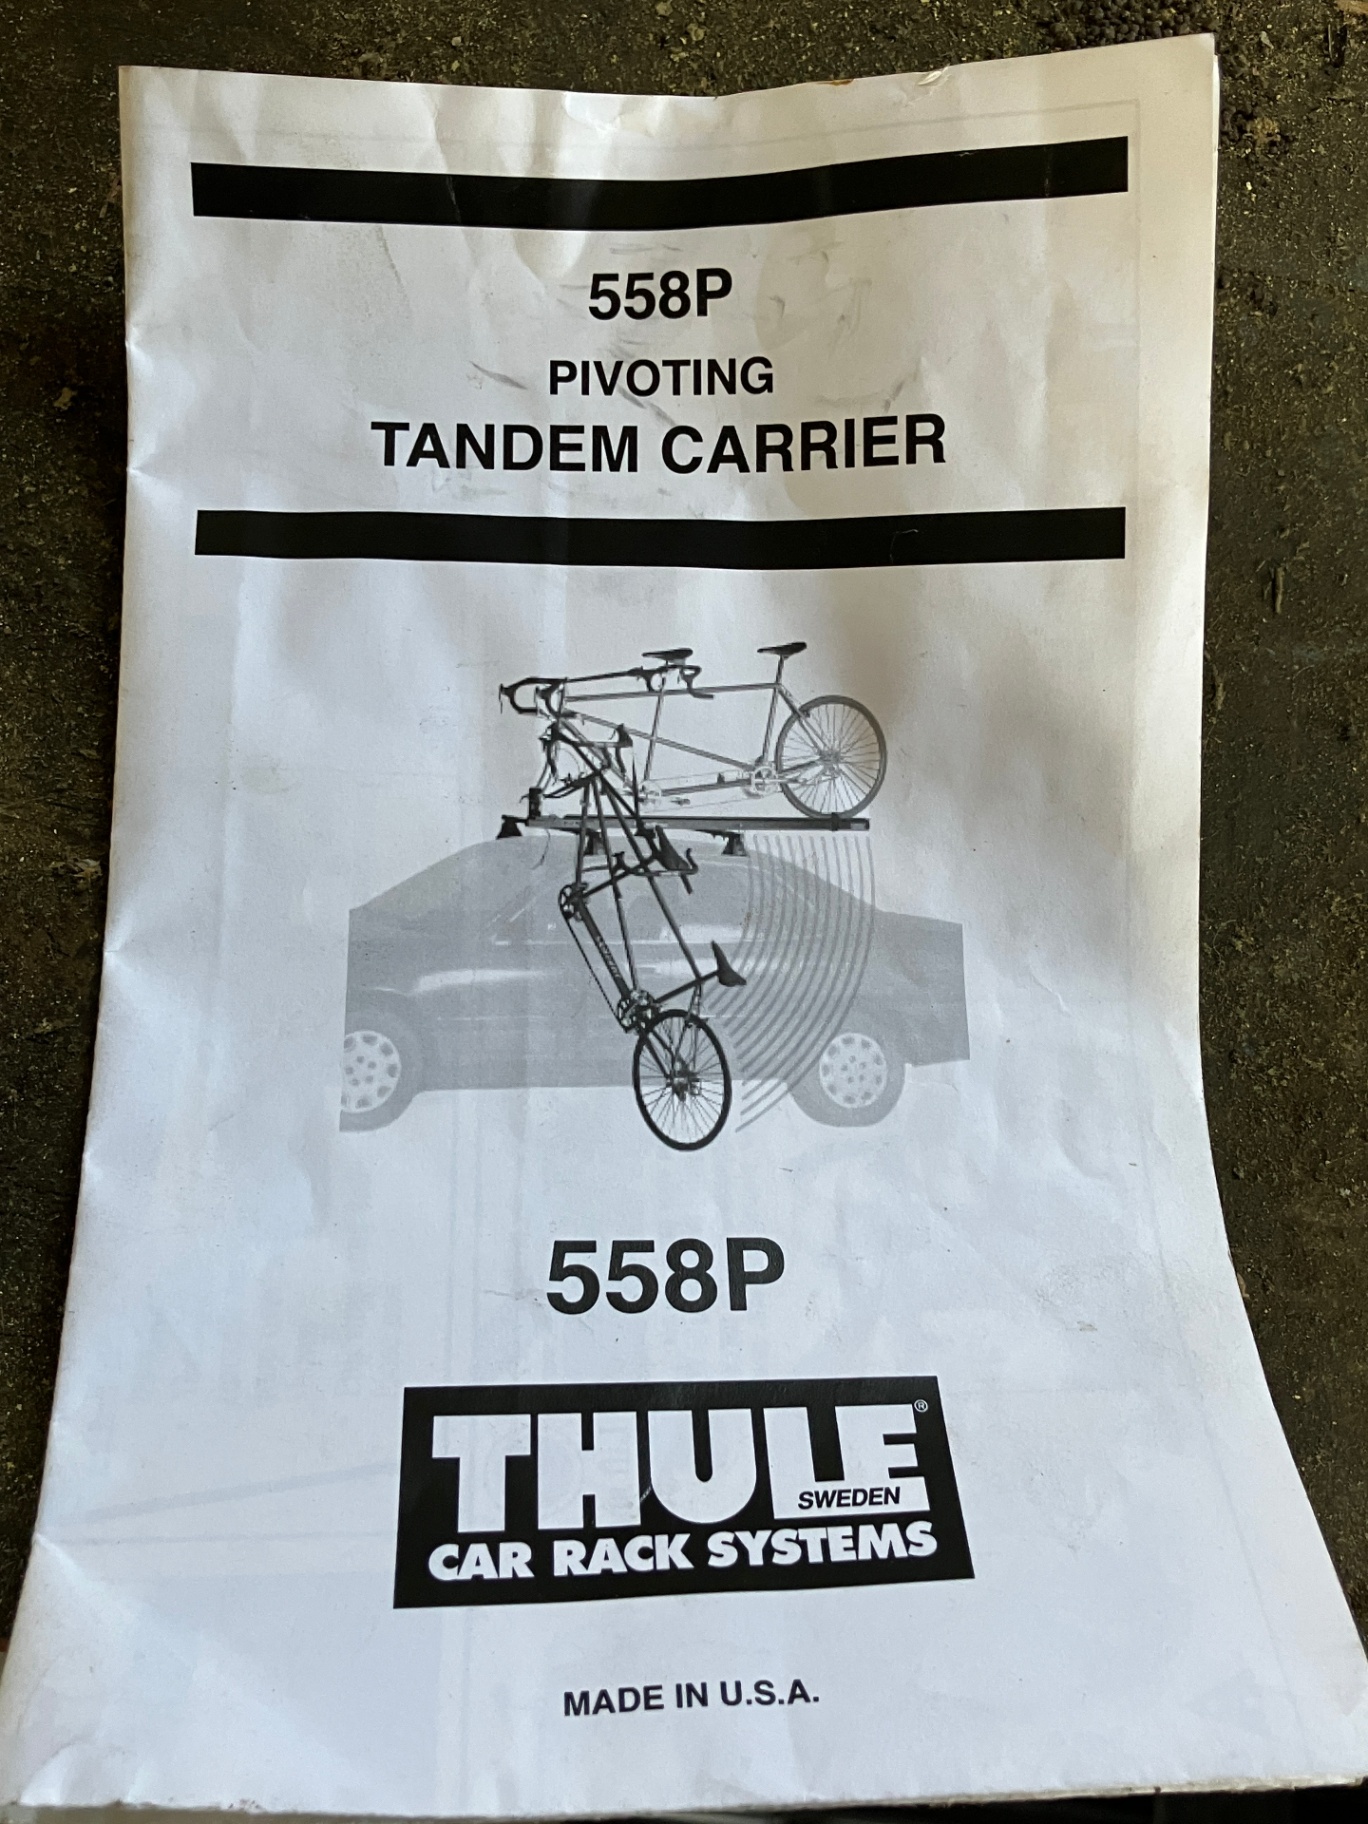 558P
PIVOTING
TANDEM CARRIER
558P
THULE®
SWEDEN
CAR RACK SYSTEMS
MADE IN U.S.A.